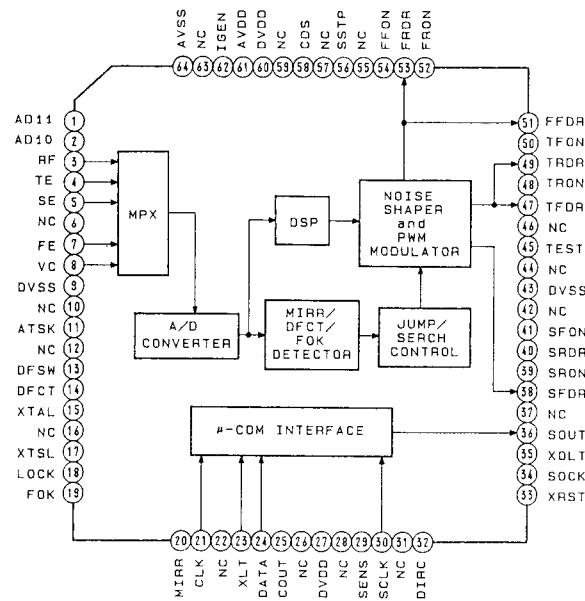 AVSS
NC
IGEN
AVDD
DVDD
NC
CDS
NC
SSTP
NC
FFON
FRDR
FRON
64
63
62
61
60
59
58
57
56
55
54
53
52
AD11 1
AD10 2
RF 3
TE 4
SE 5
NC 6
FE 7
VC 8
DVSS 9
NC 10
ATSK 11
NC 12
DFSW 13
DFCT 14
XTAL 15
NC 16
XTSL 17
LOCK 18
FOK 19
MPX
DSP
NOISE
SHAPER
and
PWM
MODULATOR
A/D
CONVERTER
MIRR/
DFCT/
FOK
DETECTOR
JUMP/
SERCH
CONTROL
μ-COM INTERFACE
51 FFDR
50 TFON
49 TRDR
48 TRON
47 TFDR
46 NC
45 TEST
44 NC
43 DVSS
42 NC
41 SFON
40 SRDR
39 SRON
38 SFDR
37 NC
36 SOUT
35 XOLT
34 SOCK
33 XRST
20
21
22
23
24
25
26
27
28
29
30
31
32
MIRR
CLK
NC
XLT
DATA
COUT
NC
DVDD
NC
SENS
SCLK
NC
DIRC